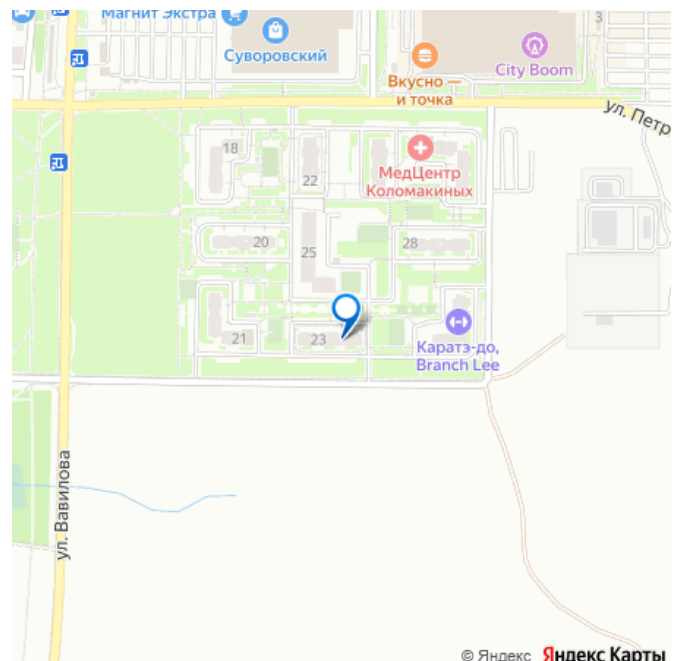 Магнит Экстра
Суворовский
City Boom
3
Вкусно —
и точка
ул. Петр
18
22
МедЦентр
Коломакиных
20
25
28
21
23
Каратэ-до,
Branch Lee
ул. Вавилова
© Яндекс Яндекс Карты